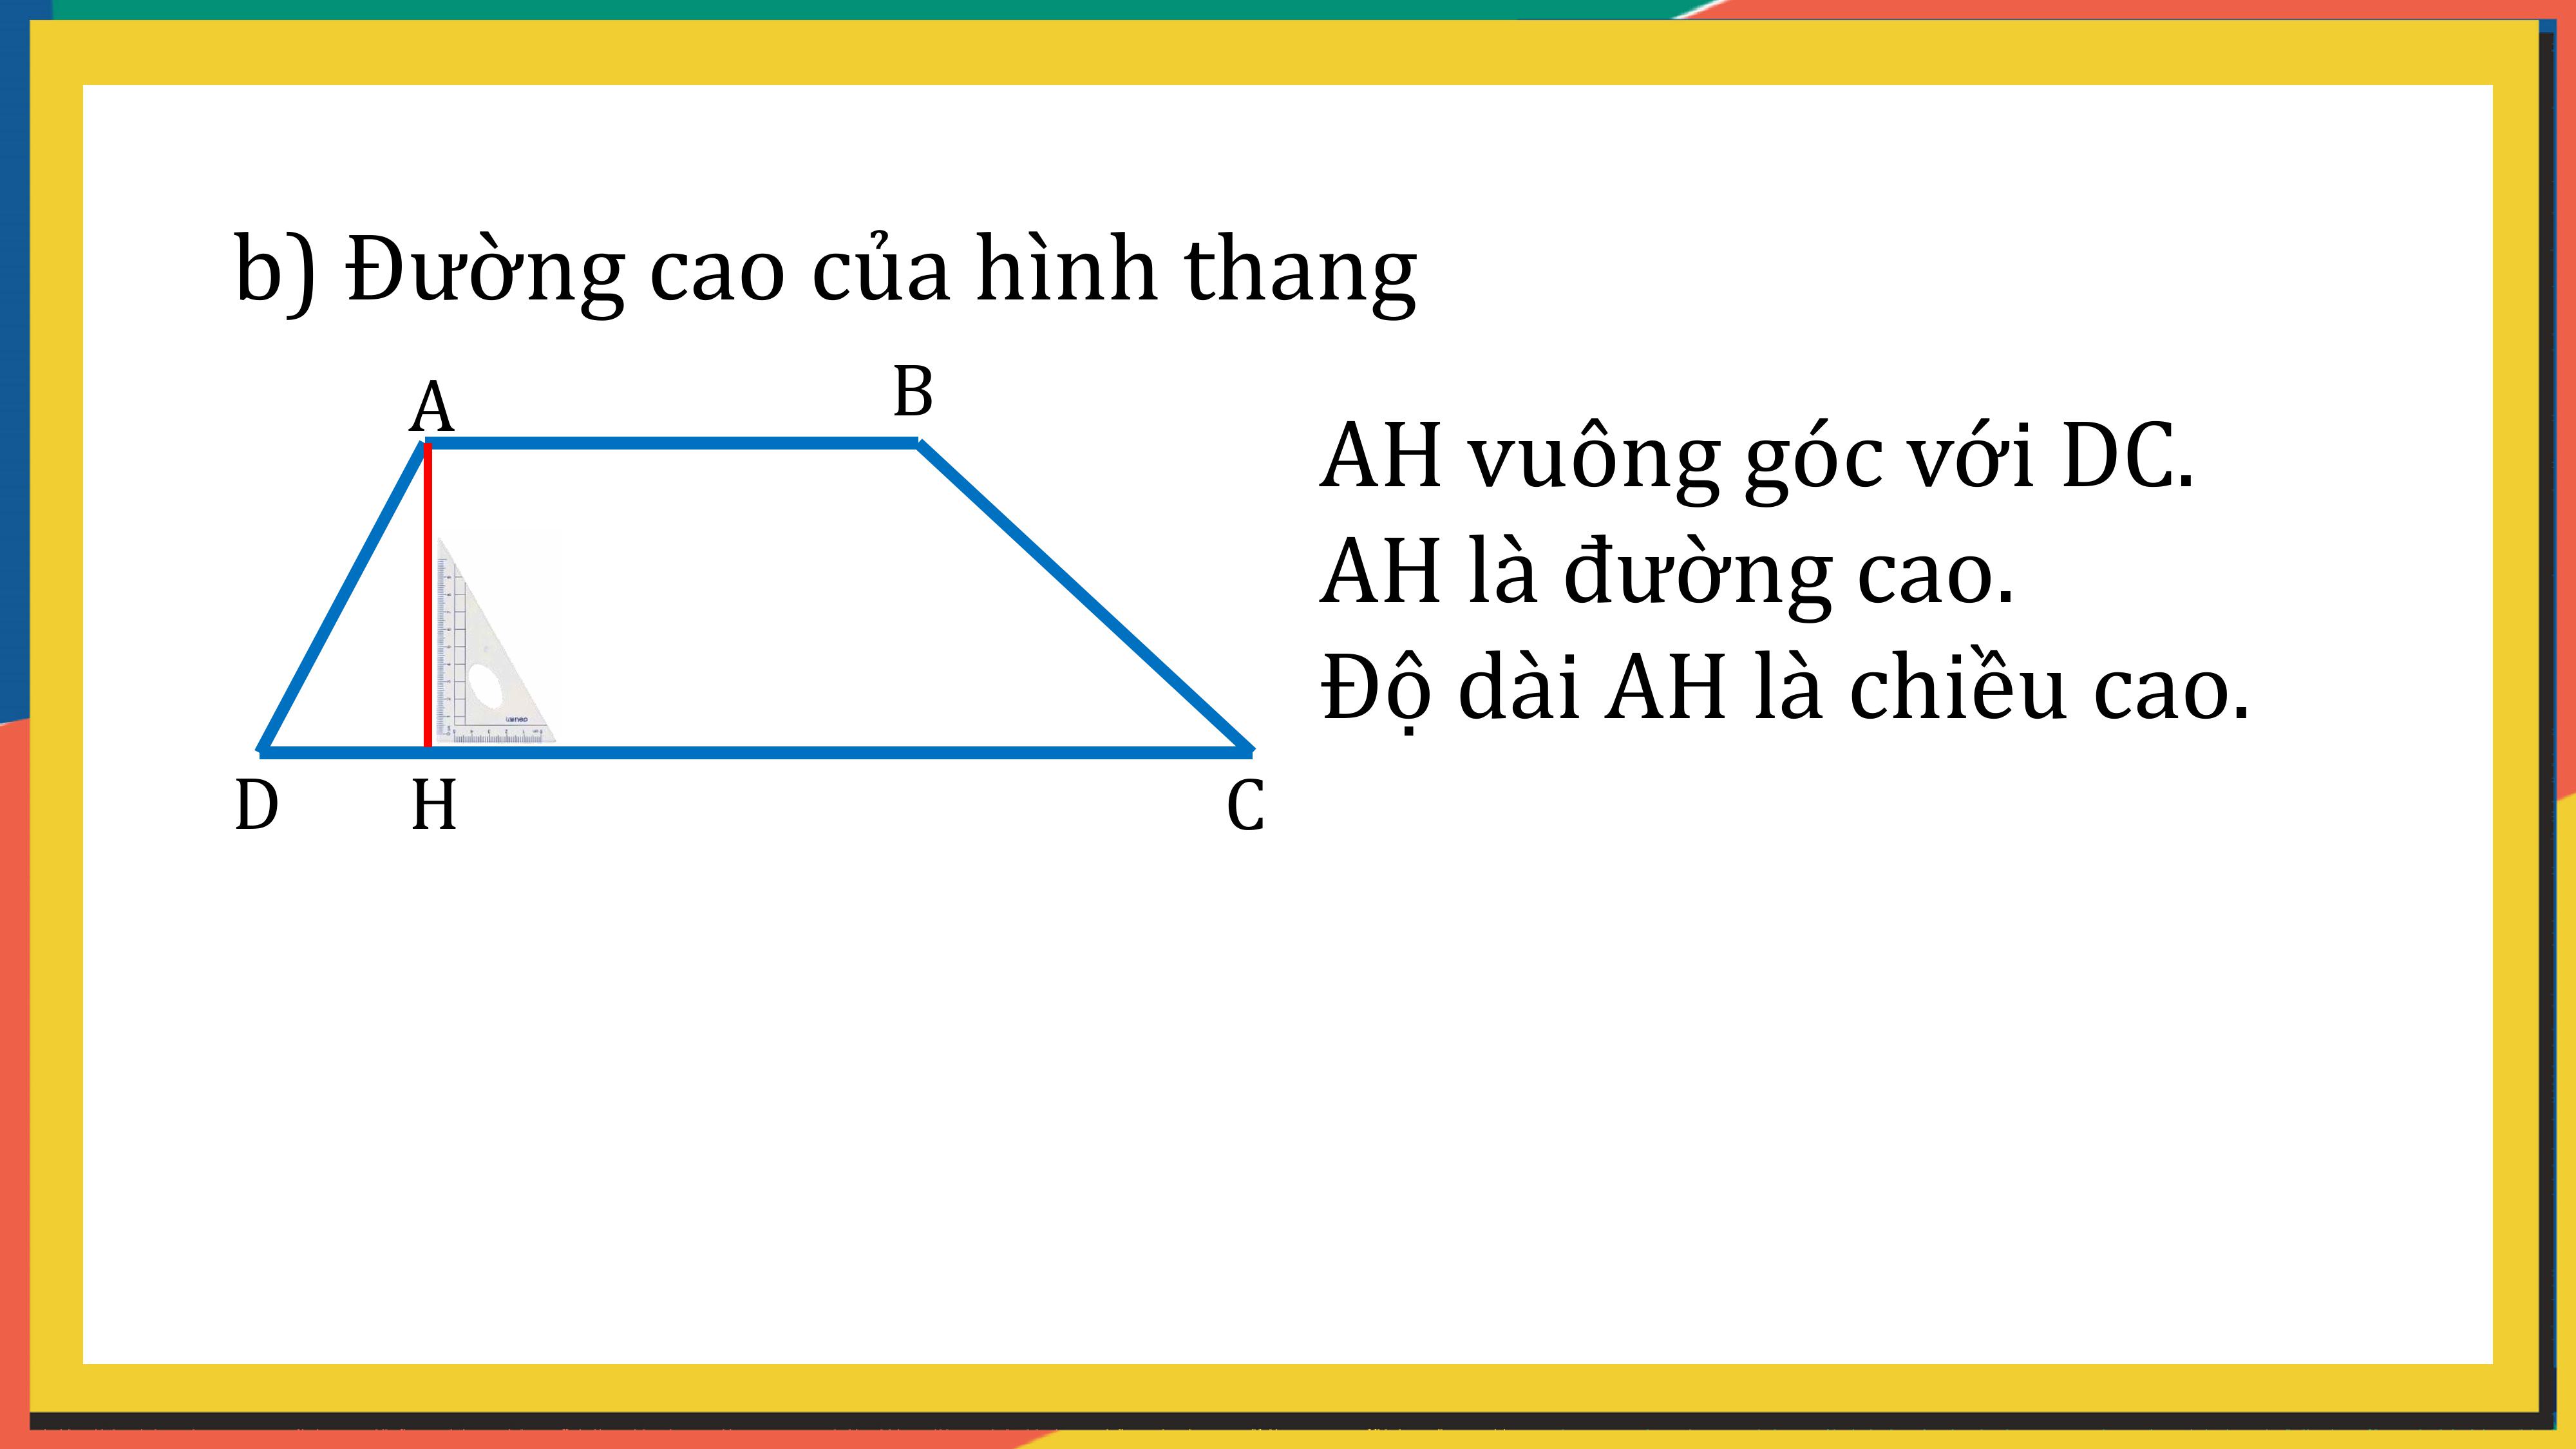 b) Đường cao của hình thang
A
B
AH vuông góc với DC.
AH là đường cao.
Độ dài AH là chiều cao.
D
H
C